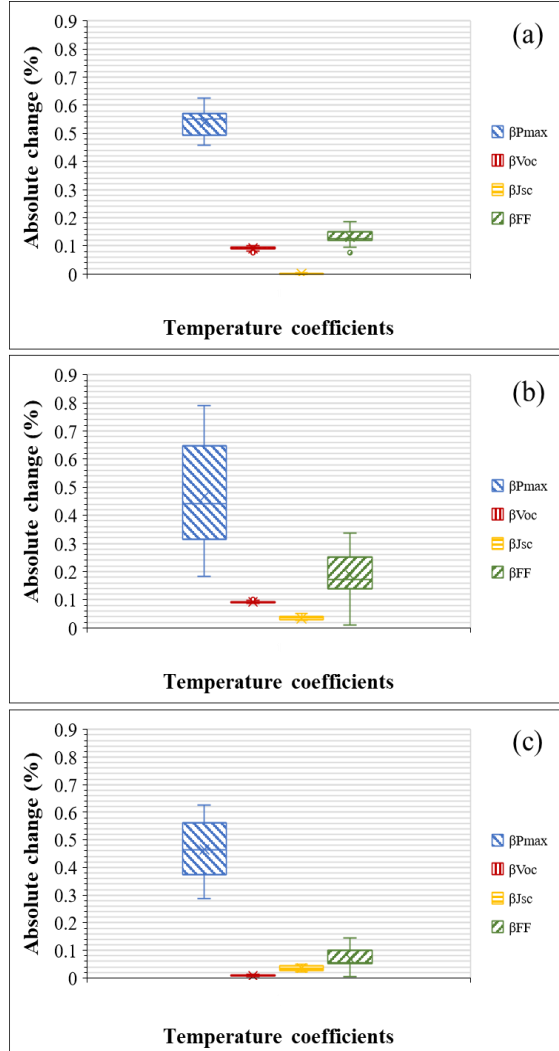 (a)
Absolute change (%)
0.9
0.8
0.7
0.6
0.5
0.4
0.3
0.2
0.1
0
βPmax
βVoc
βJsc
βFF
Temperature coefficients
(b)
Absolute change (%)
0.9
0.8
0.7
0.6
0.5
0.4
0.3
0.2
0.1
0
βPmax
βVoc
βJsc
βFF
Temperature coefficients
(c)
Absolute change (%)
0.9
0.8
0.7
0.6
0.5
0.4
0.3
0.2
0.1
0
βPmax
βVoc
βJsc
βFF
Temperature coefficients